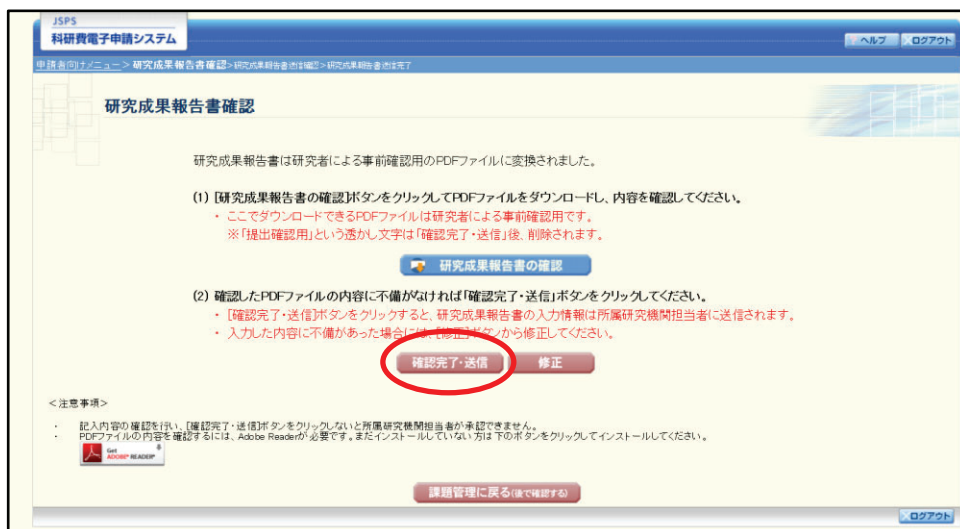 JSPS
科研費電子申請システム
ヘルプ ログアウト
申請者向けメニュー>研究成果報告書確認>研究成果報告書送信確認>研究成果報告書送信完了
研究成果報告書確認
研究成果報告書は研究者による事前確認用のPDFファイルに変換されました。
(1) [研究成果報告書の確認]ボタンをクリックしてPDFファイルをダウンロードし、内容を確認してください。
・ ここでダウンロードできるPDFファイルは研究者による事前確認用です。
※「提出確認用」という透かし文字は「確認完了・送信」後、削除されます。
研究成果報告書の確認
(2) 確認したPDFファイルの内容に不備がなければ「確認完了・送信」ボタンをクリックしてください。
・ [確認完了・送信]ボタンをクリックすると、研究成果報告書の入力情報は所属研究機関担当者に送信されます。
・ 入力した内容に不備があった場合には、[修正]ボタンから修正してください。
確認完了・送信 修正
<注意事項>
・ 記入内容の確認を行い、[確認完了・送信]ボタンをクリックしないと所属研究機関担当者が承認できません。
・ PDFファイルの内容を確認するには、Adobe Readerが必要です。まだインストールしていない方は下のボタンをクリックしてインストールしてください。
Get
ADOBE® READER®
課題管理に戻る(後で確認する)
ログアウト